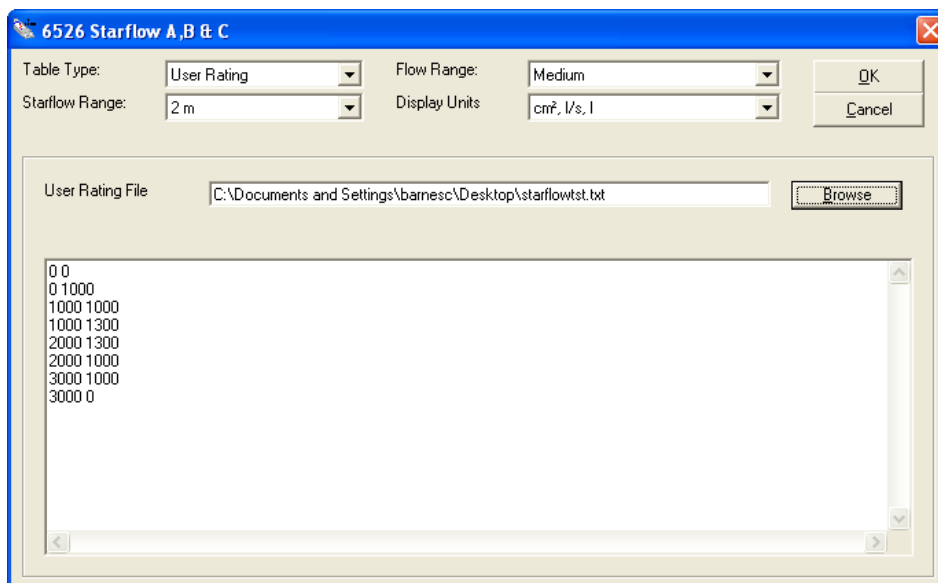 6526 Starflow A,B & C
Table Type: User Rating Flow Range: Medium OK
Starflow Range: 2 m Display Units cm², l/s, l Cancel
User Rating File C:\Documents and Settings\barnesc\Desktop\starflowtst.txt Browse
0 0
0 1000
1000 1000
1000 1300
2000 1300
2000 1000
3000 1000
3000 0